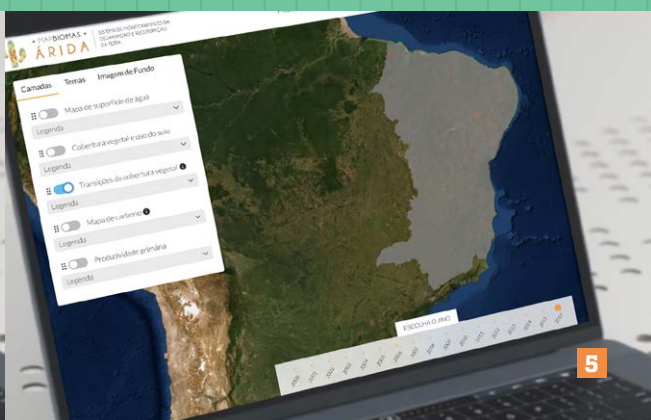 • MAPBIOMAS •
ÁRIDA
SISTEMA DE MONITORAMENTO DA
DEGRADAÇÃO E RECUPERAÇÃO
DA TERRA
Camadas Temas Imagem de Fundo
Mapa de superfície de água
Legenda
Cobertura vegetal e uso do solo
Legenda
Transições da cobertura vegetal
Legenda
Mapa de carbono
Legenda
Produtividade primária
Legenda
ESCOLHA O ANO
5